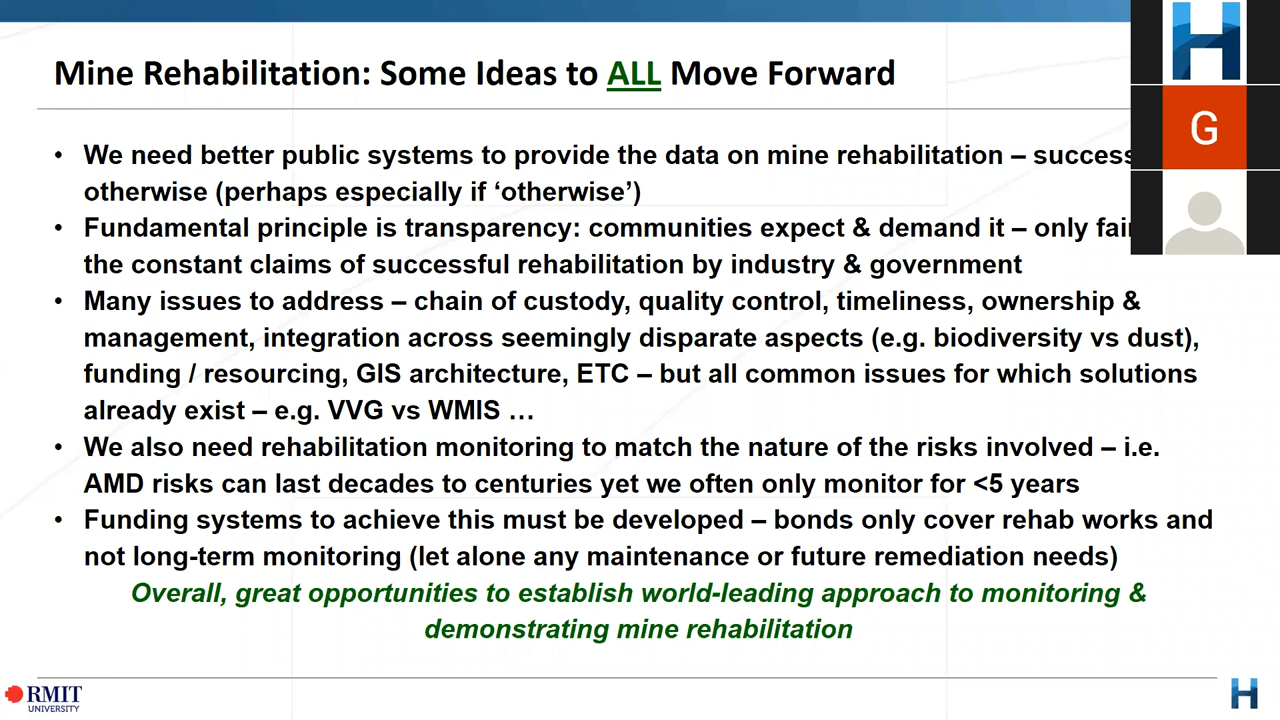 Mine Rehabilitation: Some Ideas to ALL Move Forward
G
• We need better public systems to provide the data on mine rehabilitation – success
otherwise (perhaps especially if ‘otherwise’)
• Fundamental principle is transparency: communities expect & demand it – only fair
the constant claims of successful rehabilitation by industry & government
• Many issues to address – chain of custody, quality control, timeliness, ownership &
management, integration across seemingly disparate aspects (e.g. biodiversity vs dust),
funding / resourcing, GIS architecture, ETC – but all common issues for which solutions
already exist – e.g. VVG vs WMIS …
• We also need rehabilitation monitoring to match the nature of the risks involved – i.e.
AMD risks can last decades to centuries yet we often only monitor for <5 years
• Funding systems to achieve this must be developed – bonds only cover rehab works and
not long-term monitoring (let alone any maintenance or future remediation needs)
Overall, great opportunities to establish world-leading approach to monitoring &
demonstrating mine rehabilitation
RMIT
UNIVERSITY